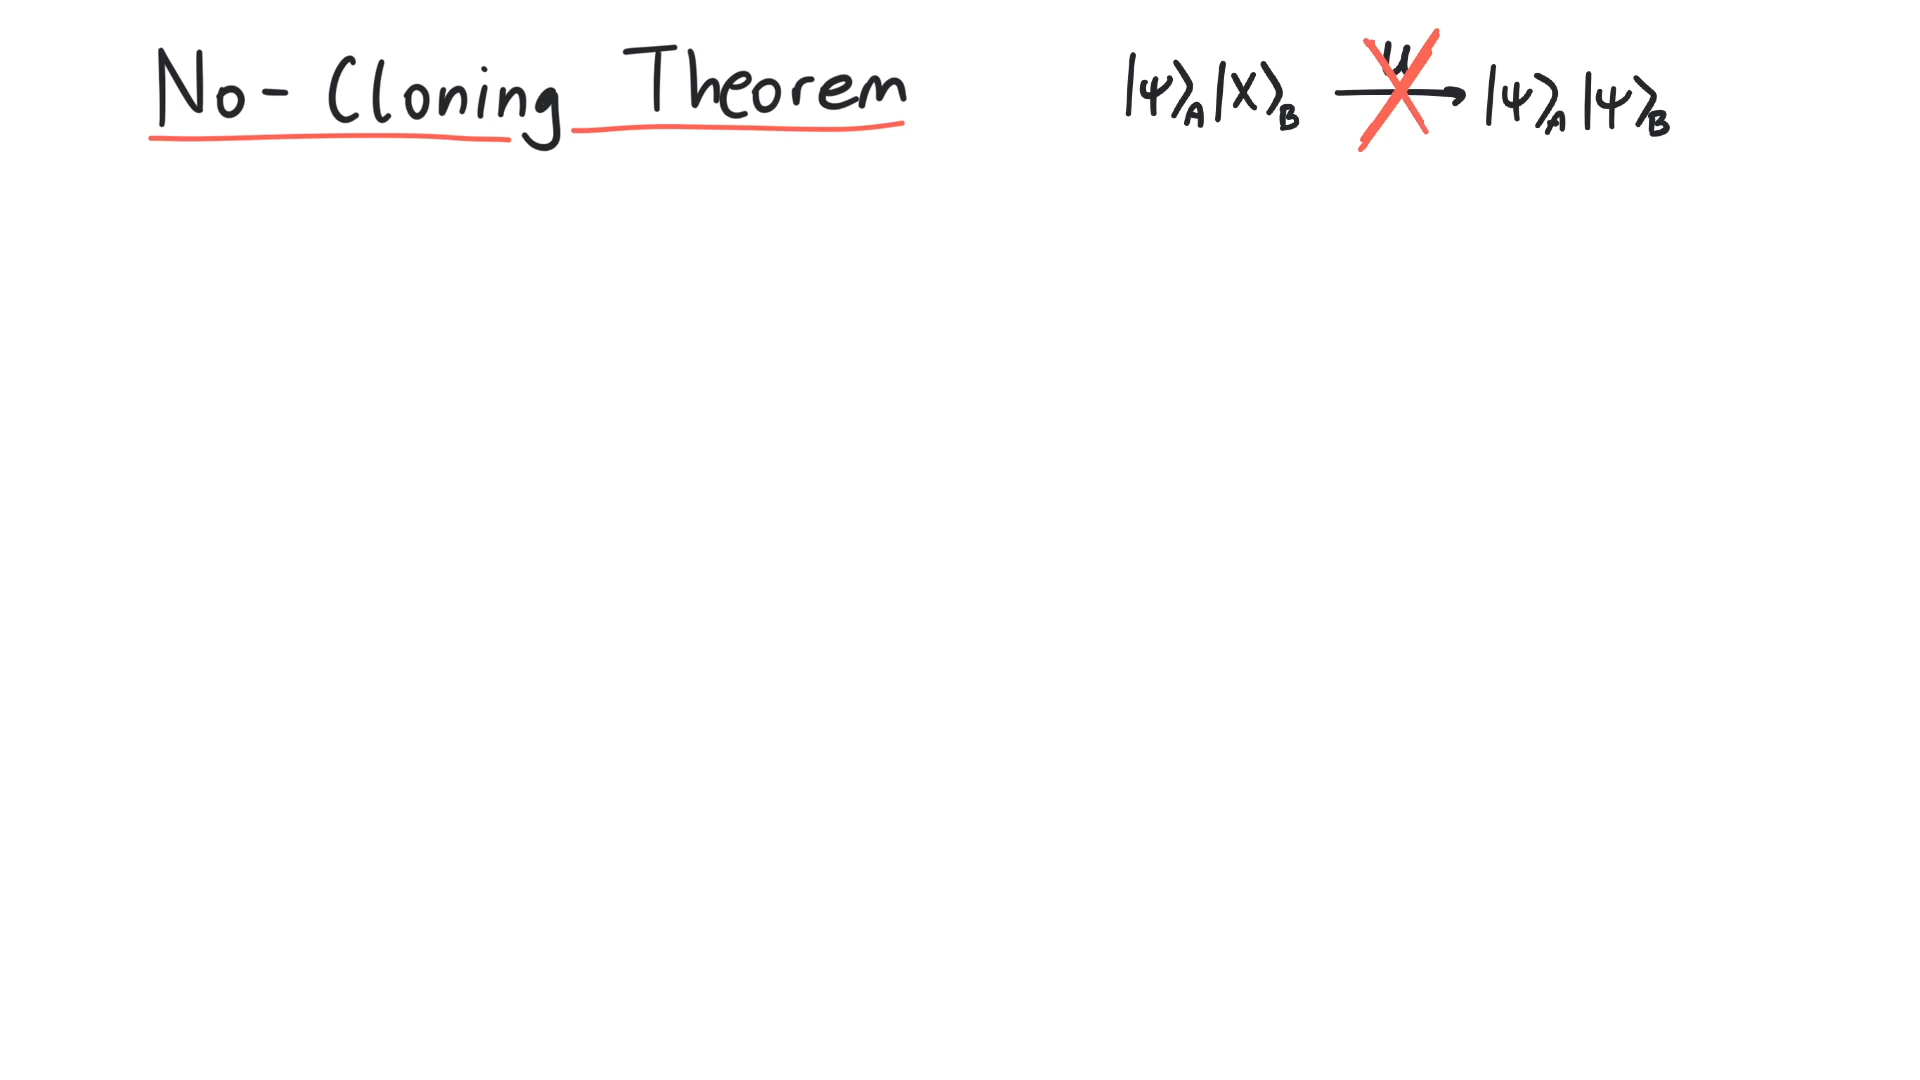 No-Cloning Theorem
|ψ⟩_A |X⟩_B U→ |ψ⟩_A |ψ⟩_B